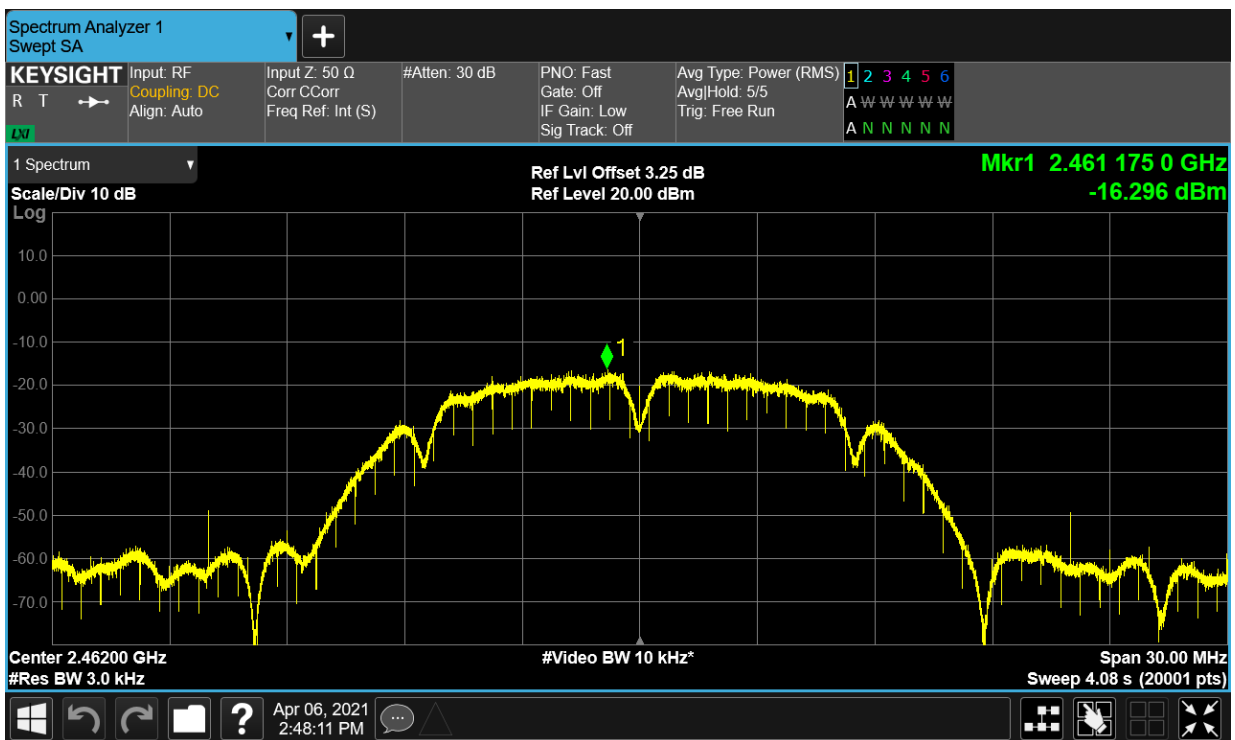 Spectrum Analyzer 1
Swept SA
KEYSIGHT
R T
LXI
Input: RF
Coupling: DC
Align: Auto
Input Z: 50 Ω
Corr CCorr
Freq Ref: Int (S)
#Atten: 30 dB
PNO: Fast
Gate: Off
IF Gain: Low
Sig Track: Off
Avg Type: Power (RMS)
Avg|Hold: 5/5
Trig: Free Run
1 2 3 4 5 6
A W W W W W
A N N N N N
1 Spectrum
Scale/Div 10 dB
Log
Ref Lvl Offset 3.25 dB
Ref Level 20.00 dBm
Mkr1 2.461 175 0 GHz
-16.296 dBm
10.0
0.00
-10.0
1
-20.0
-30.0
-40.0
-50.0
-60.0
-70.0
Center 2.46200 GHz
#Video BW 10 kHz*
Span 30.00 MHz
#Res BW 3.0 kHz
Sweep 4.08 s (20001 pts)
?
Apr 06, 2021
2:48:11 PM